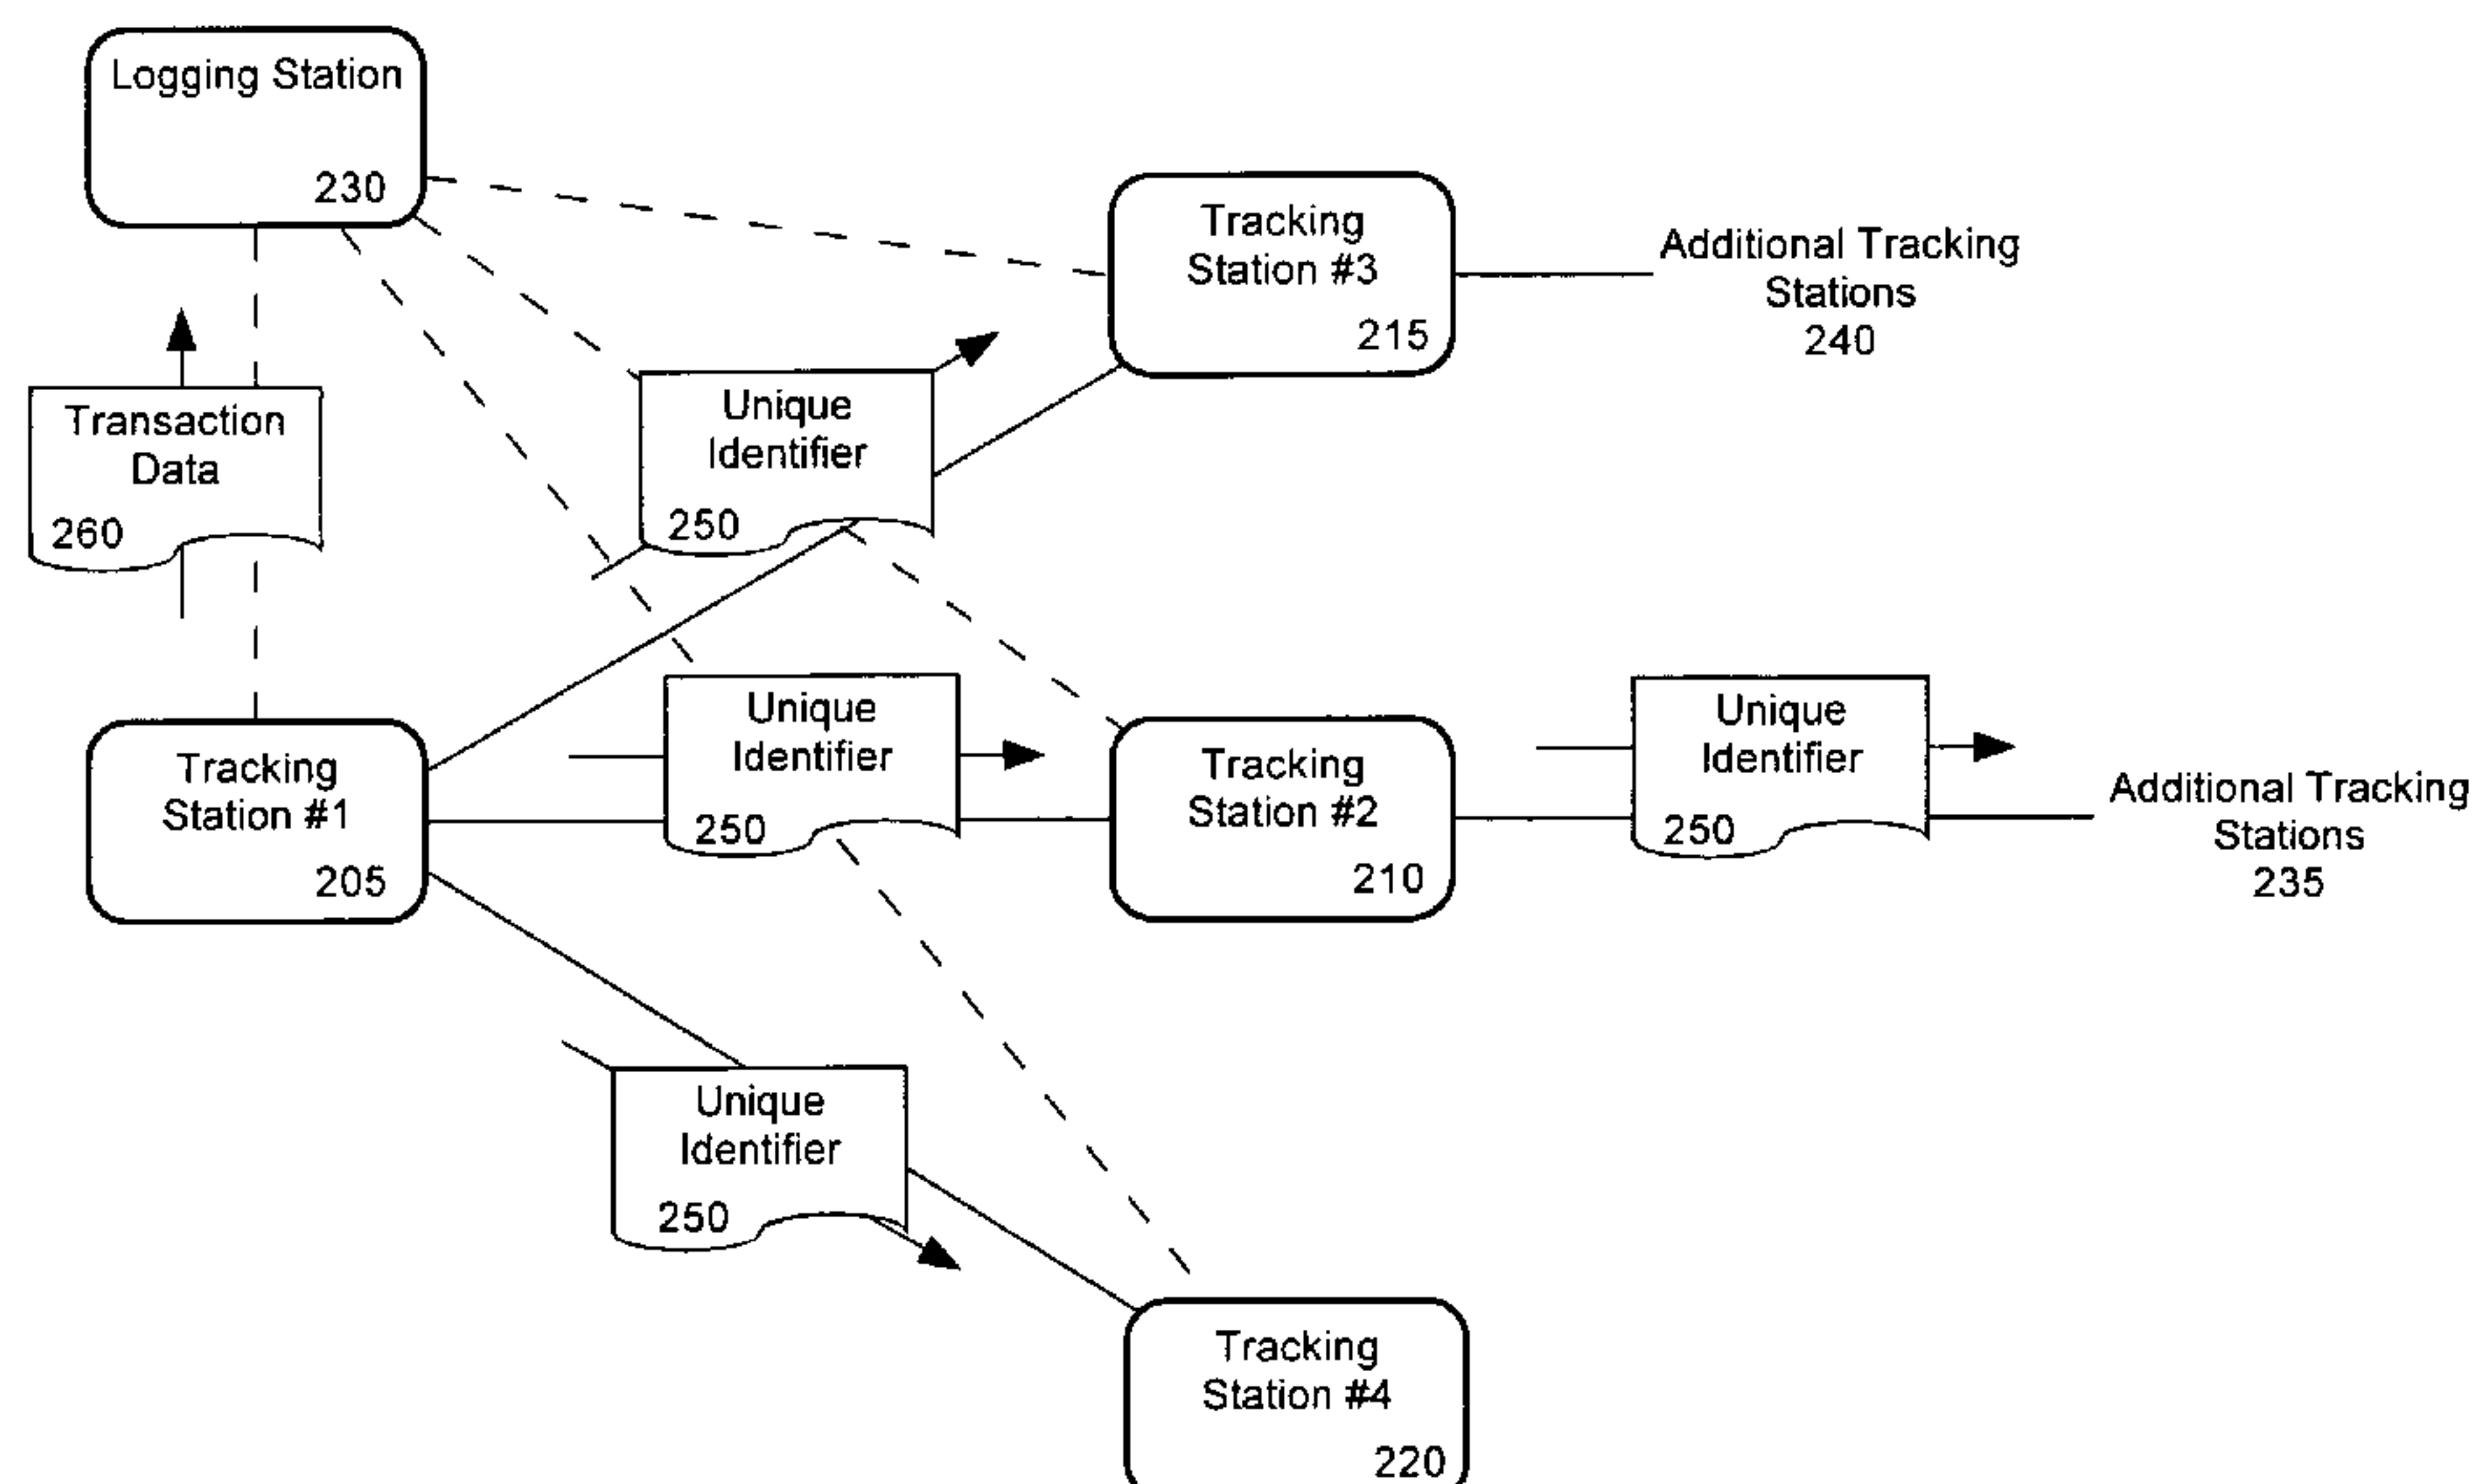 Logging Station
230
Tracking
Station #3
215
Additional Tracking
Stations
240
Transaction
Data
260
Unique
Identifier
250
Tracking
Station #1
205
Unique
Identifier
250
Tracking
Station #2
210
Unique
Identifier
250
Additional Tracking
Stations
235
Unique
Identifier
250
Tracking
Station #4
220